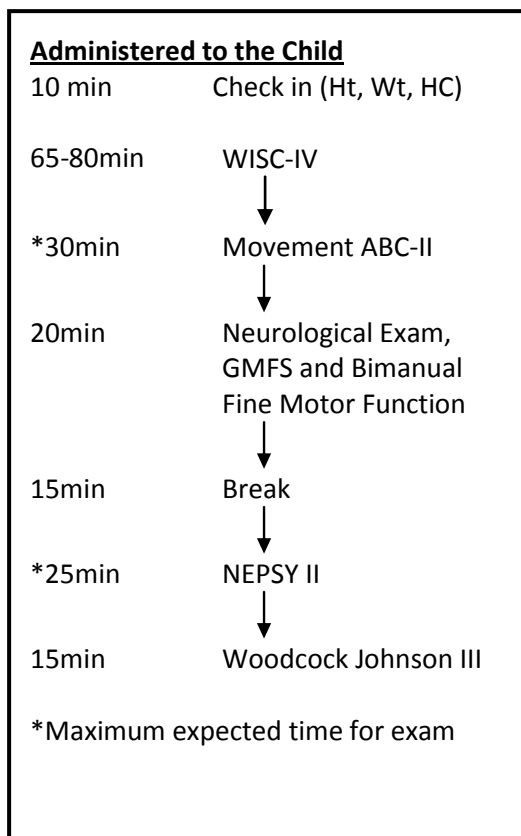 Administered to the Child
10 min Check in (Ht, Wt, HC)
65-80min WISC-IV
*30min Movement ABC-II
20min Neurological Exam,
GMFS and Bimanual
Fine Motor Function
15min Break
*25min NEPSY II
15min Woodcock Johnson III
*Maximum expected time for exam